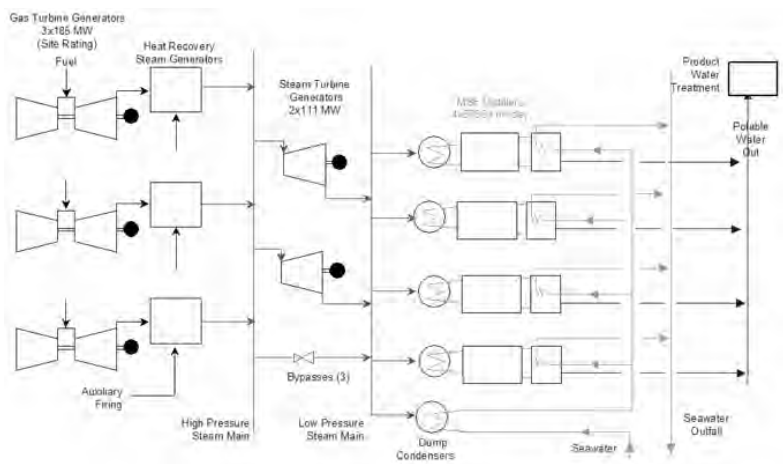 Gas Turbine Generators
3x185 MW
(Site Rating)
Fuel
Heat Recovery
Steam Generators
Steam Turbine
Generators
2x111 MW
MSF Distillers
Product
Water
Treatment
Potable
Water
Out
Bypasses (3)
Auxiliary
Firing
High Pressure
Steam Main
Low Pressure
Steam Main
Dump
Condensers
Seawater
Seawater
Outfall